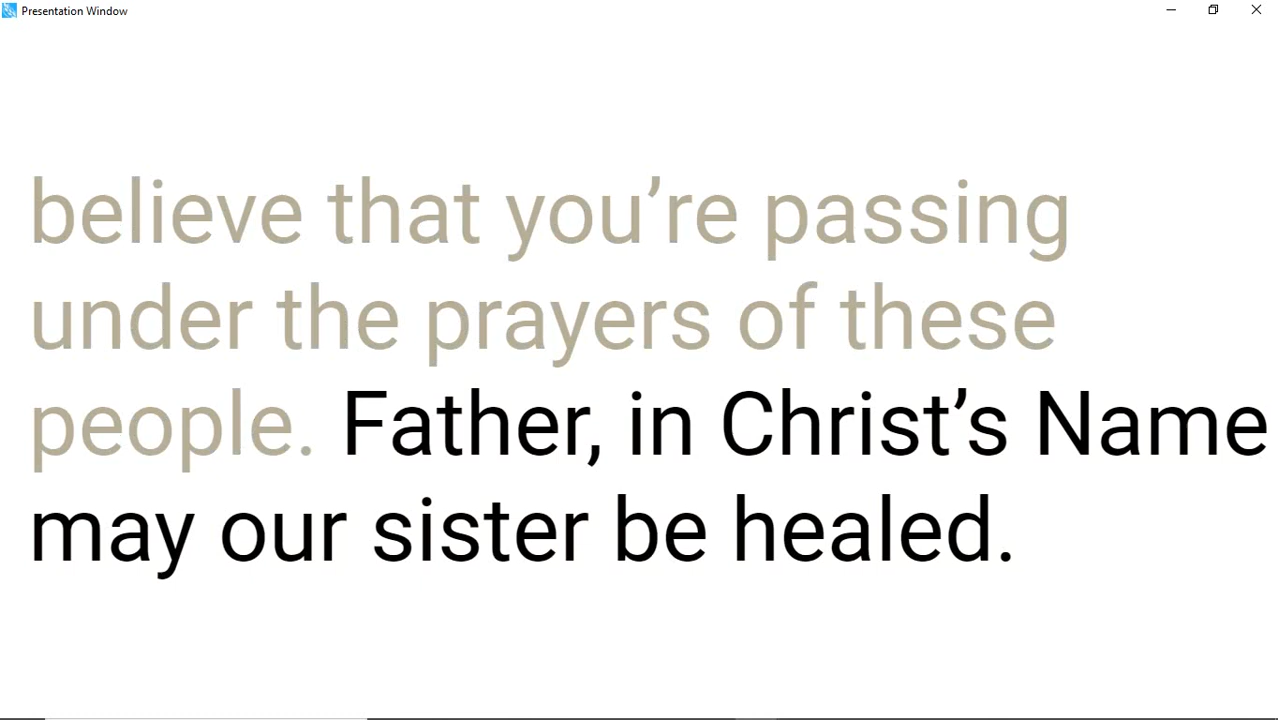 Presentation Window
believe that you’re passing
under the prayers of these
people. Father, in Christ’s Name
may our sister be healed.